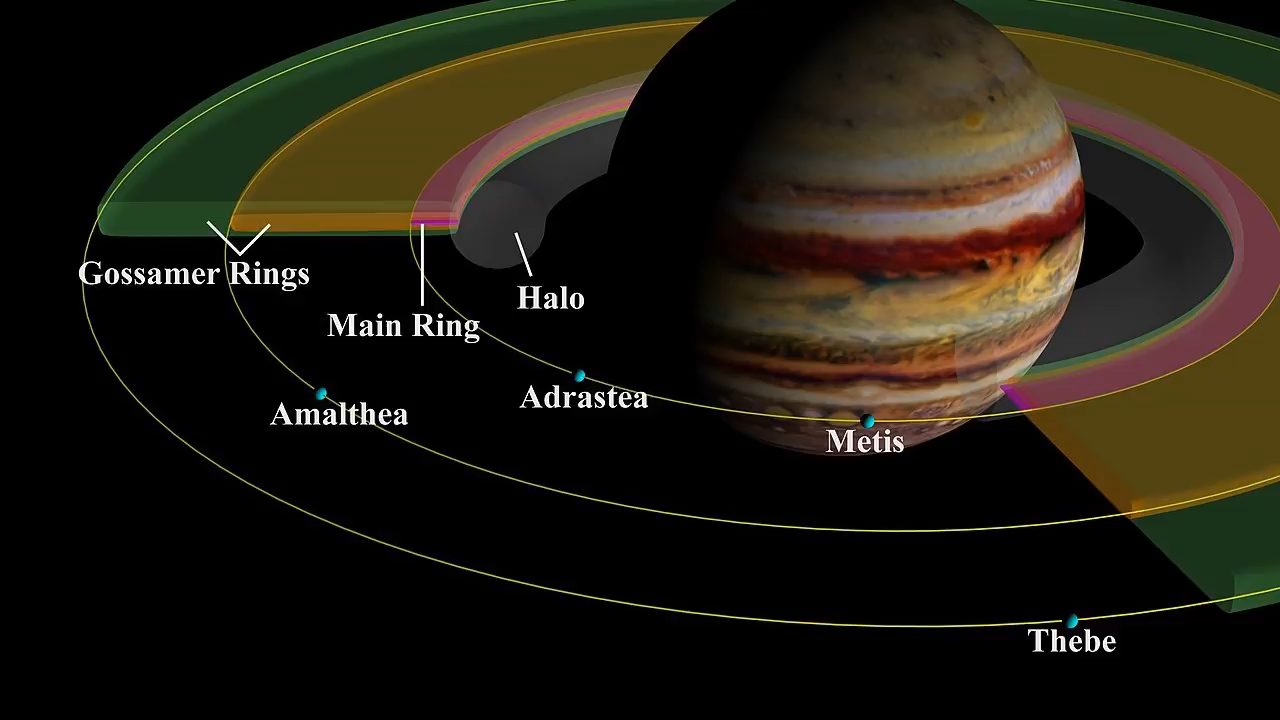 Gossamer Rings
Halo
Main Ring
Adrastea
Amalthea
Metis
Thebe